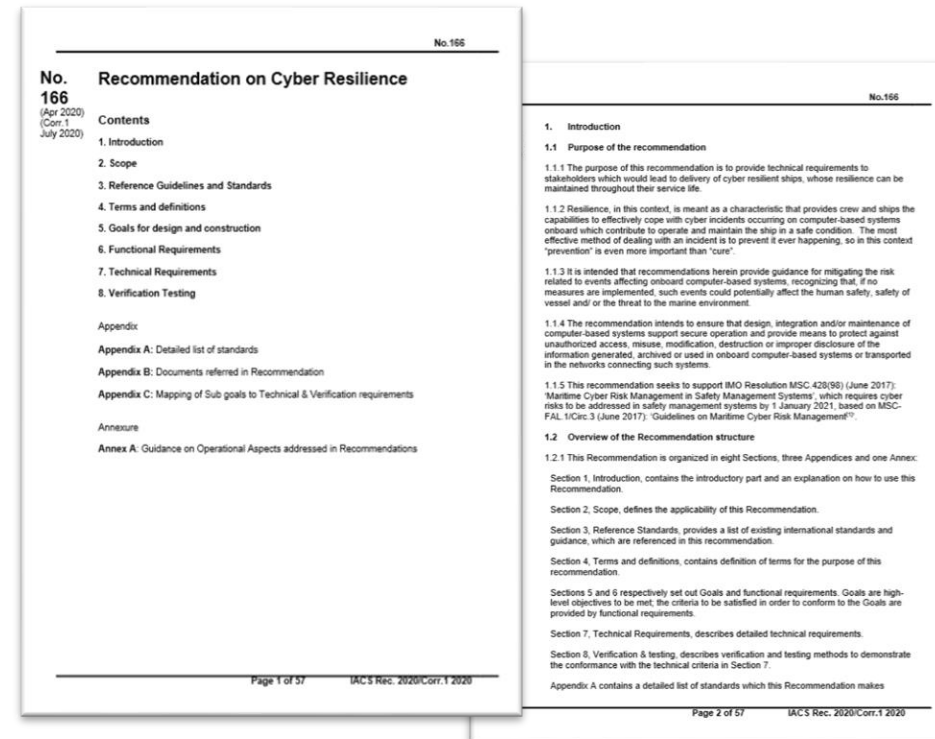 No.166
No.
166
(Apr 2020)
(Corr.1
July 2020)
Recommendation on Cyber Resilience
Contents
1. Introduction
2. Scope
3. Reference Guidelines and Standards
4. Terms and definitions
5. Goals for design and construction
6. Functional Requirements
7. Technical Requirements
8. Verification Testing
Appendix
Appendix A: Detailed list of standards
Appendix B: Documents referred in Recommendation
Appendix C: Mapping of Sub goals to Technical & Verification requirements
Annexure
Annex A: Guidance on Operational Aspects addressed in Recommendations
Page 1 of 57 IACS Rec. 2020/Corr.1 2020
No.166
1. Introduction
1.1 Purpose of the recommendation
1.1.1 The purpose of this recommendation is to provide technical requirements to
stakeholders which would lead to delivery of cyber resilient ships, whose resilience can be
maintained throughout their service life.
1.1.2 Resilience, in this context, is meant as a characteristic that provides crew and ships the
capabilities to effectively cope with cyber incidents occurring on computer-based systems
onboard which contribute to operate and maintain the ship in a safe condition. The most
effective method of dealing with an incident is to prevent it ever happening, so in this context
"prevention" is even more important than "cure".
1.1.3 It is intended that recommendations herein provide guidance for mitigating the risk
related to events affecting onboard computer-based systems, recognizing that, if no
measures are implemented, such events could potentially affect the human safety, safety of
vessel and/ or the threat to the marine environment.
1.1.4 The recommendation intends to ensure that design, integration and/or maintenance of
computer-based systems support secure operation and provide means to protect against
unauthorized access, misuse, modification, destruction or improper disclosure of the
information generated, archived or used in onboard computer-based systems or transported
in the networks connecting such systems.
1.1.5 This recommendation seeks to support IMO Resolution MSC.428(98) (June 2017):
'Maritime Cyber Risk Management in Safety Management Systems', which requires cyber
risks to be addressed in safety management systems by 1 January 2021, based on MSC-
FAL 1/Circ.3 (June 2017): 'Guidelines on Maritime Cyber Risk Management'.
1.2 Overview of the Recommendation structure
1.2.1 This Recommendation is organized in eight Sections, three Appendices and one Annex:
Section 1, Introduction, contains the introductory part and an explanation on how to use this
Recommendation.
Section 2, Scope, defines the applicability of this Recommendation.
Section 3, Reference Standards, provides a list of existing international standards and
guidance, which are referenced in this recommendation.
Section 4, Terms and definitions, contains definition of terms for the purpose of this
recommendation.
Sections 5 and 6 respectively set out Goals and functional requirements. Goals are high-
level objectives to be met; the criteria to be satisfied in order to conform to the Goals are
provided by functional requirements.
Section 7, Technical Requirements, describes detailed technical requirements.
Section 8, Verification & testing, describes verification and testing methods to demonstrate
the conformance with the technical criteria in Section 7.
Appendix A contains a detailed list of standards which this Recommendation makes
Page 2 of 57 IACS Rec. 2020/Corr.1 2020